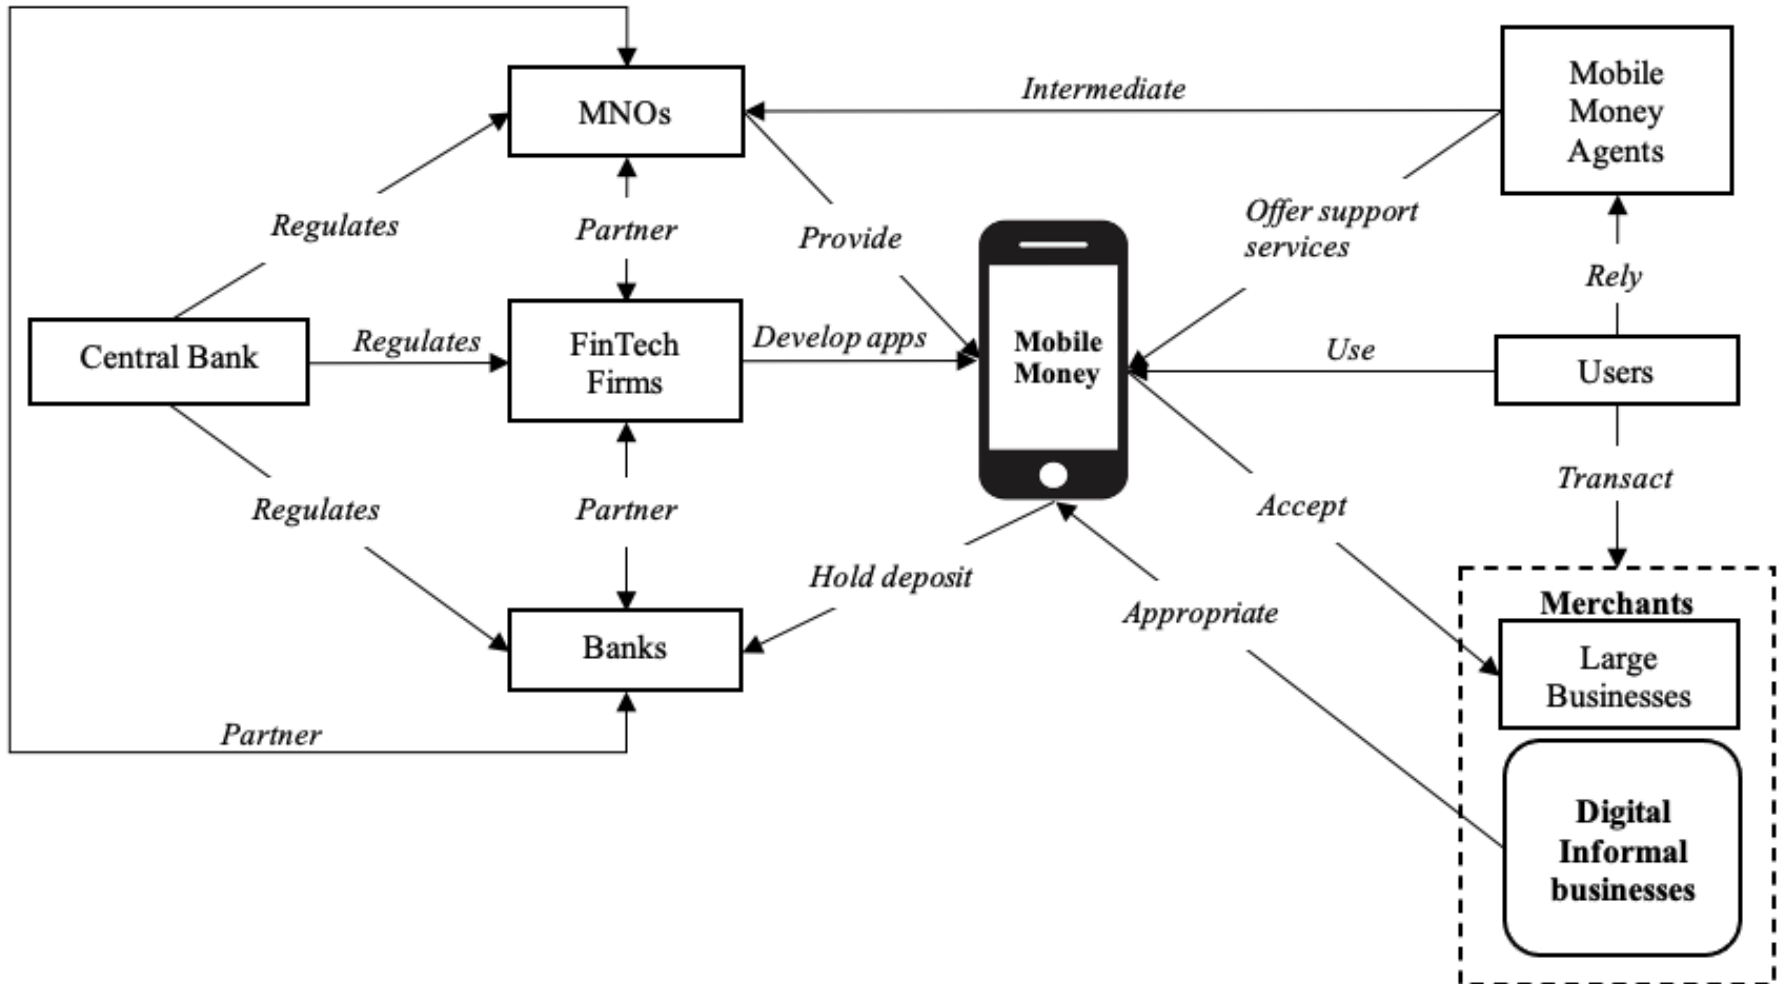 MNOs
Intermediate
Mobile
Money
Agents
Regulates
Partner
Provide
Offer support
services
Rely
Central Bank
Regulates
FinTech
Firms
Develop apps
Mobile
Money
Use
Users
Regulates
Partner
Hold deposit
Accept
Transact
Appropriate
Banks
Partner
Merchants
Large
Businesses
Digital
Informal
businesses